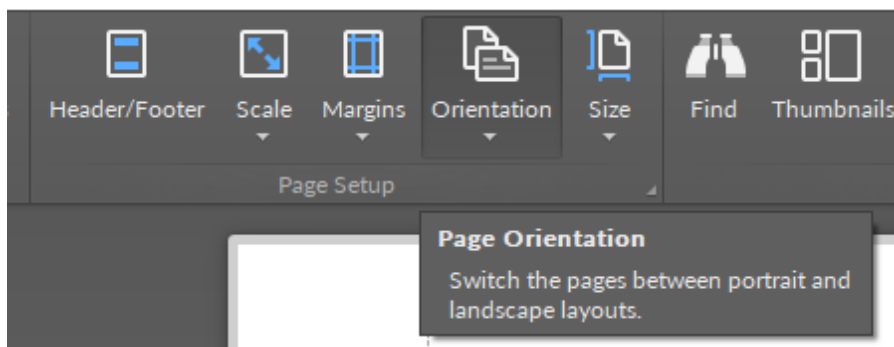 Header/Footer Scale Margins Orientation Size Find Thumbnails
Page Setup
Page Orientation
Switch the pages between portrait and
landscape layouts.